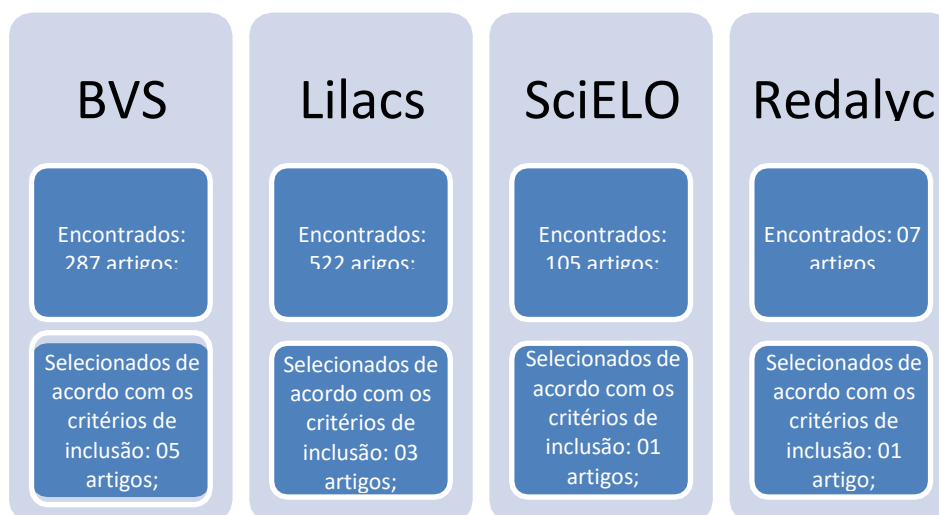 BVS
Encontrados:
287 artigos;
Selecionados de
acordo com os
critérios de
inclusão: 05
artigos;
Lilacs
Encontrados:
522 arigos;
Selecionados de
acordo com os
critérios de
inclusão: 03
artigos;
SciELO
Encontrados:
105 artigos;
Selecionados de
acordo com os
critérios de
inclusão: 01
artigos;
Redalyc
Encontrados: 07
artigos
Selecionados de
acordo com os
critérios de
inclusão: 01
artigo;